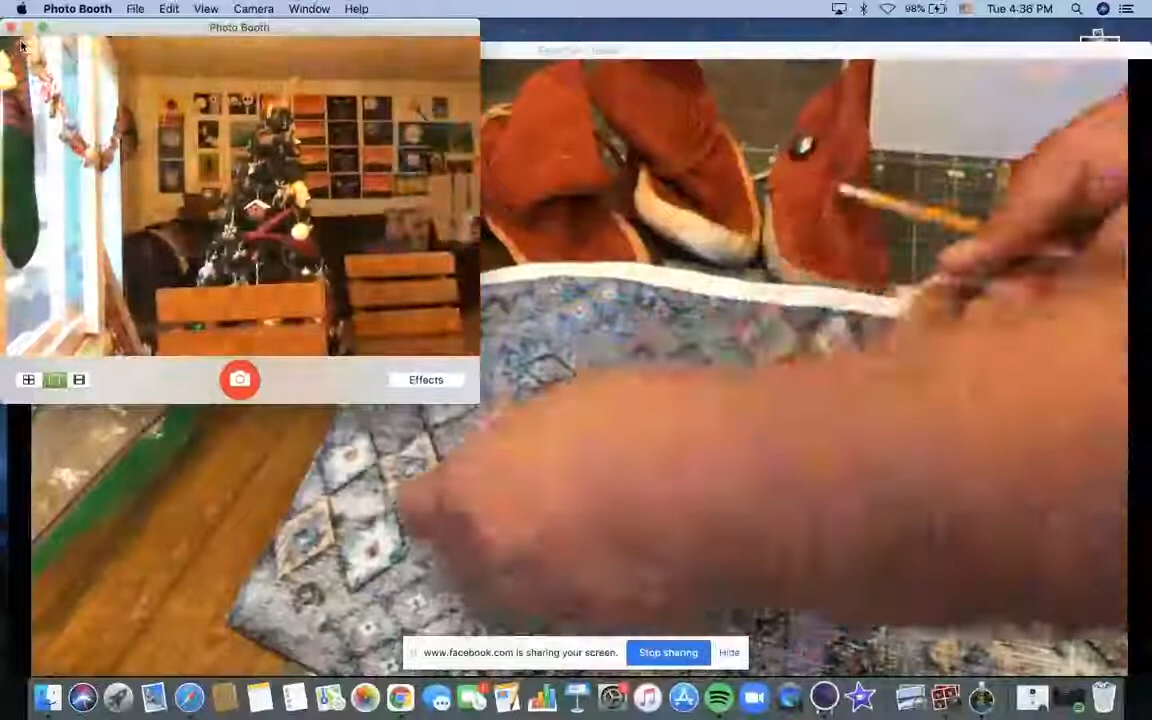 Photo Booth File Edit View Camera Window Help 98% Tue 4:36 PM
Photo Booth
Effects
www.facebook.com is sharing your screen. Stop sharing Hide